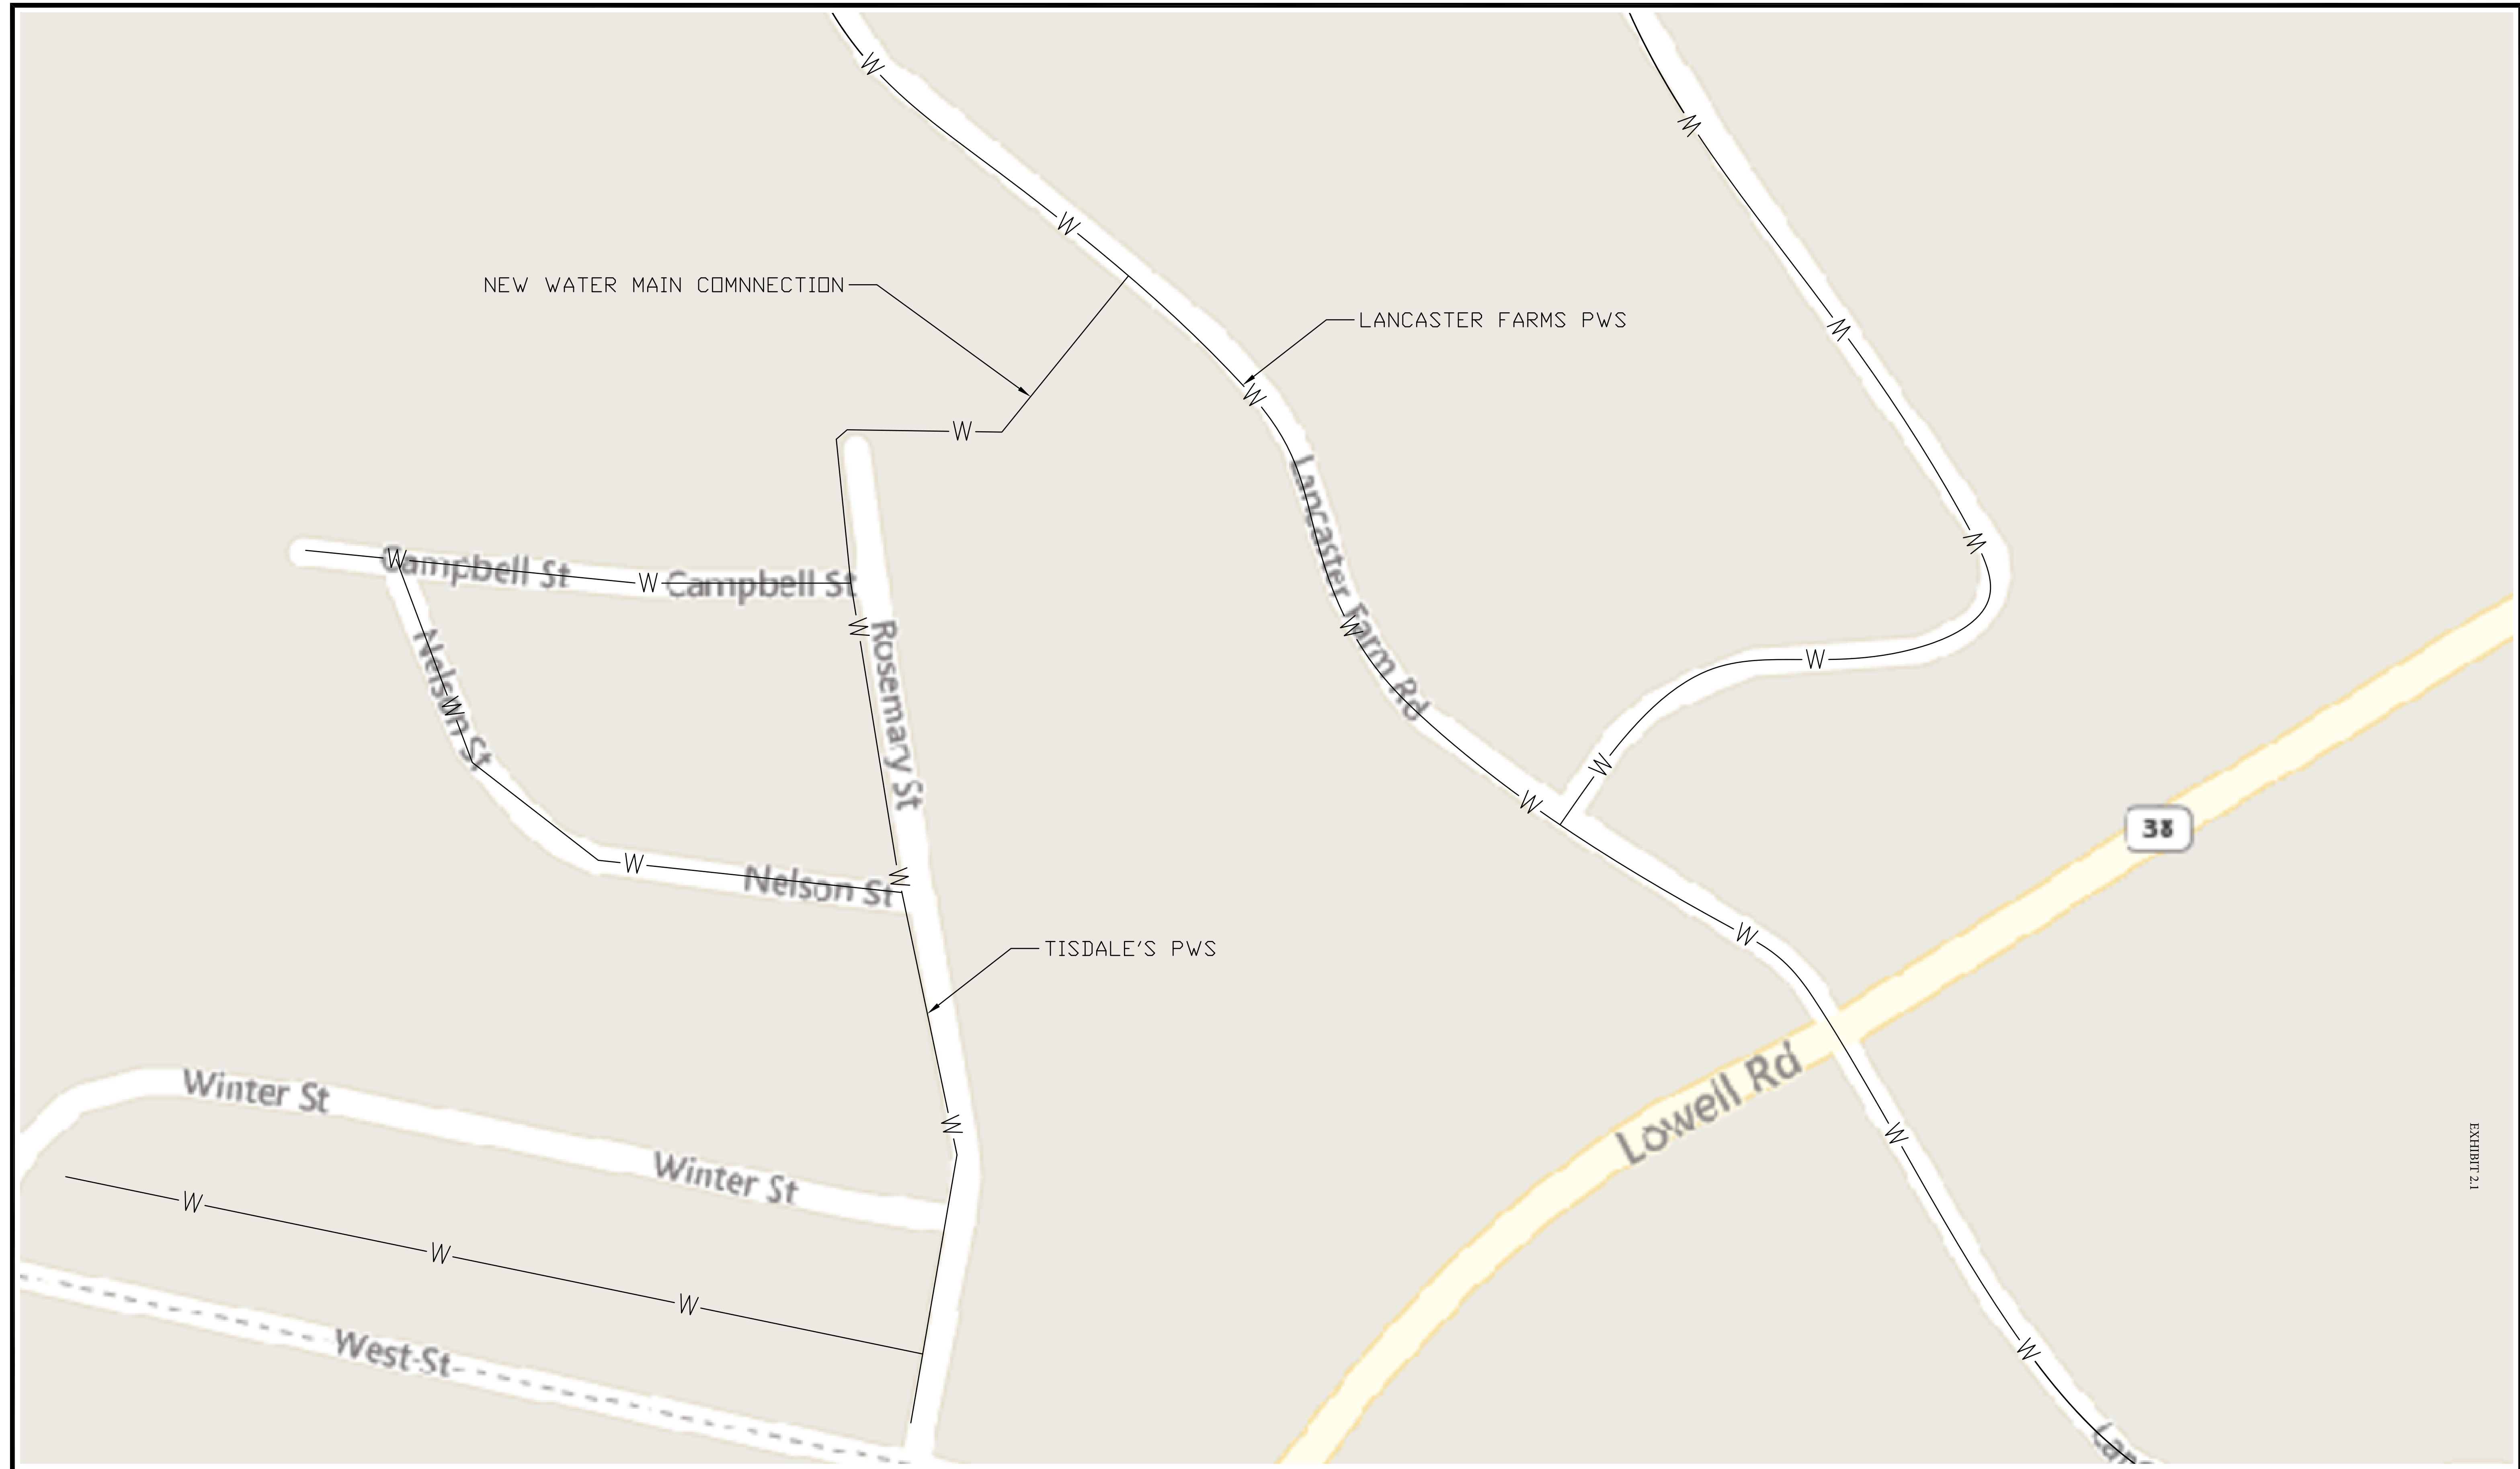 W
M
W
NEW WATER MAIN COMNNECTION
LANCASTER FARMS PWS
M
W
W
Lancaster Farm Rd
M
W
Campbell St
W
Campbell St
W
Rosemary St
W
W
Nelson St
W
W
W
38
W
Nelson St
W
W
TISDALE'S PWS
Lowell Rd
Winter St
W
W
EXHIBIT 2.1
Winter St
W
W
W
West St
W